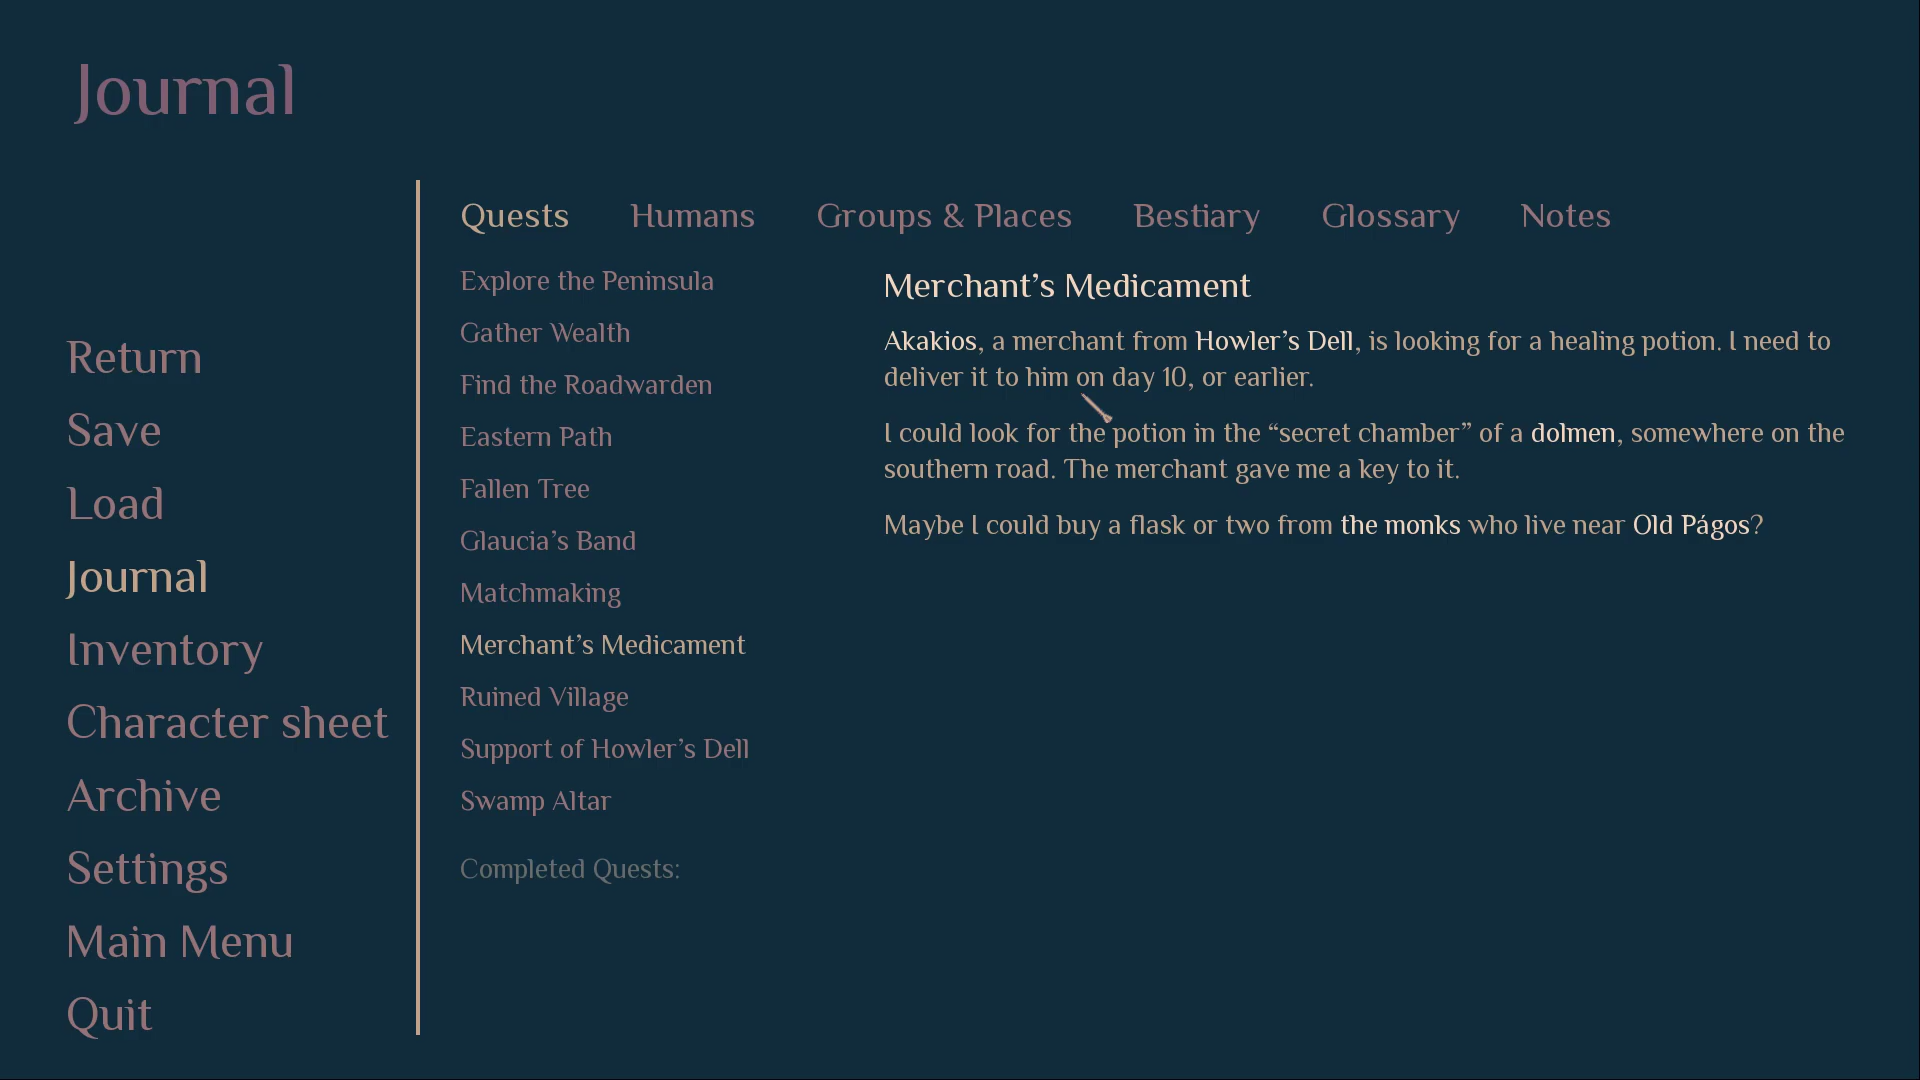 Journal
Return
Save
Load
Journal
Inventory
Character sheet
Archive
Settings
Main Menu
Quit
Quests Humans Groups & Places Bestiary Glossary Notes
Explore the Peninsula
Gather Wealth
Find the Roadwarden
Eastern Path
Fallen Tree
Glaucia’s Band
Matchmaking
Merchant’s Medicament
Ruined Village
Support of Howler’s Dell
Swamp Altar
Completed Quests:
Merchant’s Medicament
Akakios, a merchant from Howler’s Dell, is looking for a healing potion. I need to
deliver it to him on day 10, or earlier.
I could look for the potion in the “secret chamber” of a dolmen, somewhere on the
southern road. The merchant gave me a key to it.
Maybe I could buy a flask or two from the monks who live near Old Págos?